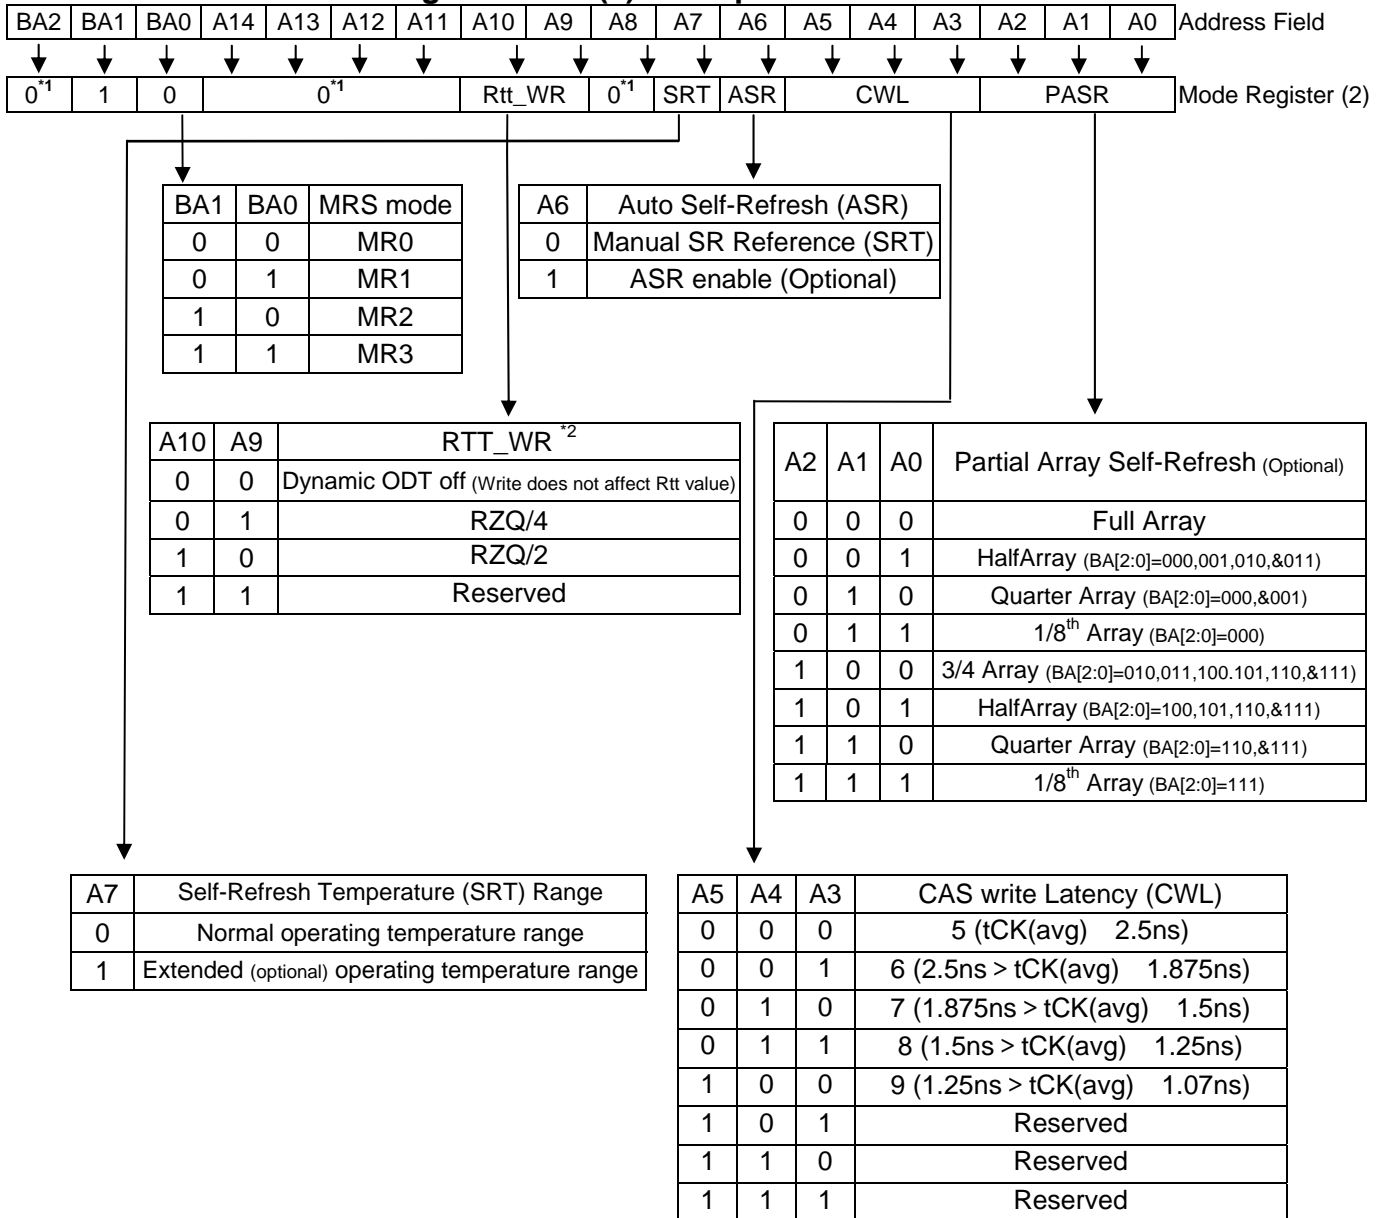 BA2 BA1 BA0 A14 A13 A12 A11 A10 A9 A8 A7 A6 A5 A4 A3 A2 A1 A0 Address Field
0*1 1 0 0*1 Rtt_WR 0*1 SRT ASR CWL PASR Mode Register (2)
BA1 BA0 MRS mode
0 0 MR0
0 1 MR1
1 0 MR2
1 1 MR3
A6 Auto Self-Refresh (ASR)
0 Manual SR Reference (SRT)
1 ASR enable (Optional)
A10 A9 RTT_WR *2
0 0 Dynamic ODT off (Write does not affect Rtt value)
0 1 RZQ/4
1 0 RZQ/2
1 1 Reserved
A2 A1 A0 Partial Array Self-Refresh (Optional)
0 0 0 Full Array
0 0 1 HalfArray (BA[2:0]=000,001,010,&011)
0 1 0 Quarter Array (BA[2:0]=000,&001)
0 1 1 1/8th Array (BA[2:0]=000)
1 0 0 3/4 Array (BA[2:0]=010,011,100.101,110,&111)
1 0 1 HalfArray (BA[2:0]=100,101,110,&111)
1 1 0 Quarter Array (BA[2:0]=110,&111)
1 1 1 1/8th Array (BA[2:0]=111)
A7 Self-Refresh Temperature (SRT) Range
0 Normal operating temperature range
1 Extended (optional) operating temperature range
A5 A4 A3 CAS write Latency (CWL)
0 0 0 5 (tCK(avg) 2.5ns)
0 0 1 6 (2.5ns > tCK(avg) 1.875ns)
0 1 0 7 (1.875ns > tCK(avg) 1.5ns)
0 1 1 8 (1.5ns > tCK(avg) 1.25ns)
1 0 0 9 (1.25ns > tCK(avg) 1.07ns)
1 0 1 Reserved
1 1 0 Reserved
1 1 1 Reserved